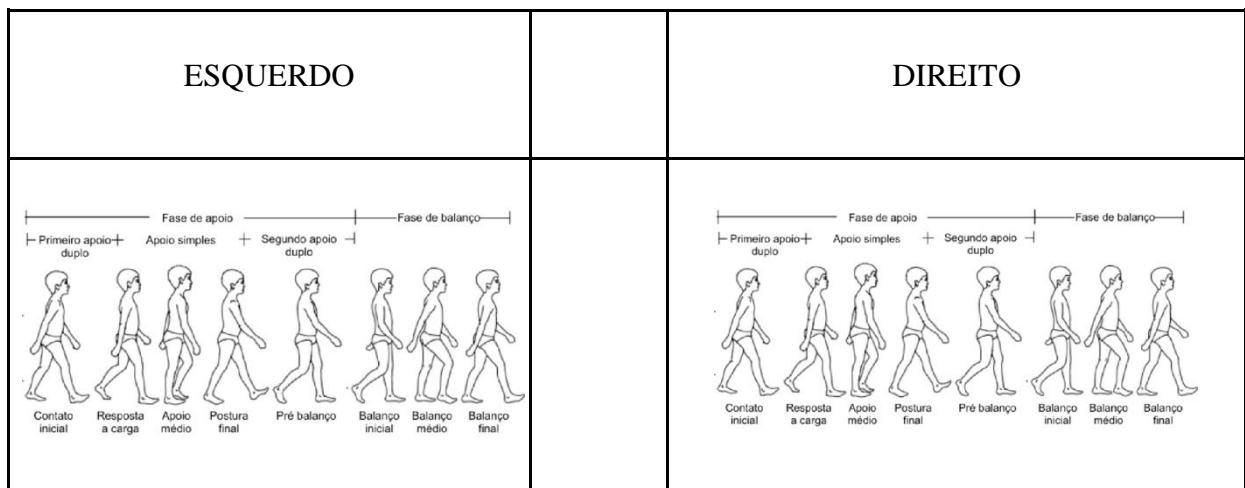 ESQUERDO
DIREITO
Fase de apoio
Fase de balanço
Primeiro apoio duplo
Apoio simples
Segundo apoio duplo
Contato inicial
Resposta a carga
Apoio médio
Postura final
Pré balanço
Balanço inicial
Balanço médio
Balanço final
Fase de apoio
Fase de balanço
Primeiro apoio duplo
Apoio simples
Segundo apoio duplo
Contato inicial
Resposta a carga
Apoio médio
Postura final
Pré balanço
Balanço inicial
Balanço médio
Balanço final